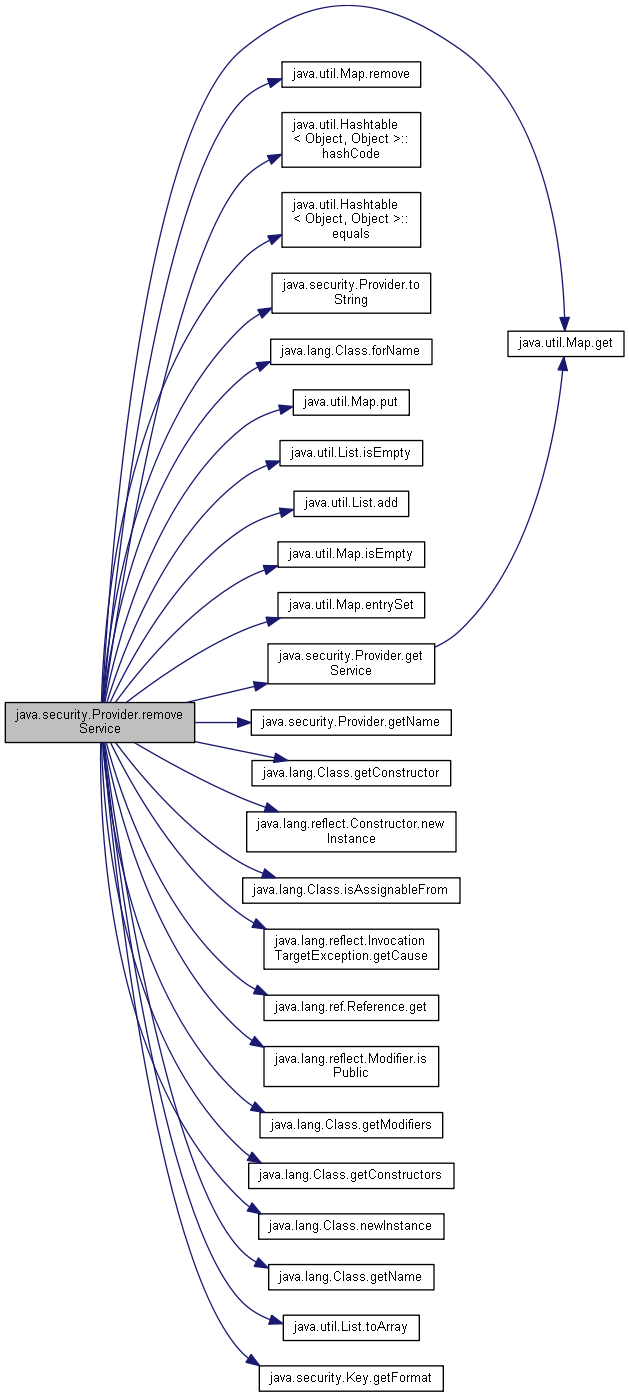 java.util.Map.remove
java.util.Hashtable
< Object, Object >::
hashCode
java.util.Hashtable
< Object, Object >::
equals
java.security.Provider.to
String
java.util.Map.get
java.lang.Class.forName
java.util.Map.put
java.util.List.isEmpty
java.util.List.add
java.util.Map.isEmpty
java.util.Map.entrySet
java.security.Provider.get
Service
java.security.Provider.remove
Service
java.security.Provider.getName
java.lang.Class.getConstructor
java.lang.reflect.Constructor.new
Instance
java.lang.Class.isAssignableFrom
java.lang.reflect.Invocation
TargetException.getCause
java.lang.ref.Reference.get
java.lang.reflect.Modifier.is
Public
java.lang.Class.getModifiers
java.lang.Class.getConstructors
java.lang.Class.newInstance
java.lang.Class.getName
java.util.List.toArray
java.security.Key.getFormat